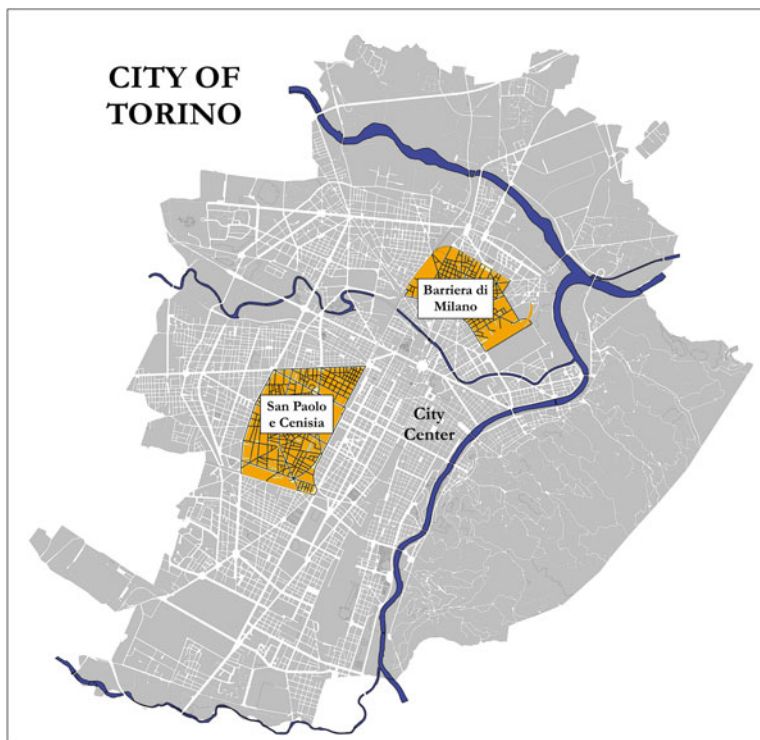 CITY OF
TORINO
Barriera di
Milano
San Paolo
e Cenisia
City
Center